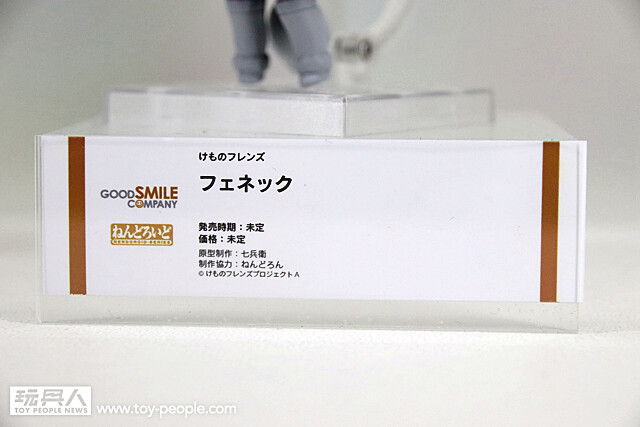 けものフレンズ
フェネック
GOODSMILE
COMPANY
ねんどろいど
NENDOROID-SERIES
発売時期：未定
価格：未定
原型制作：七兵衛
制作協力：ねんどろん
©けものフレンズプロジェクトA
玩具人
TOY PEOPLE NEWS
www.toy-people.com